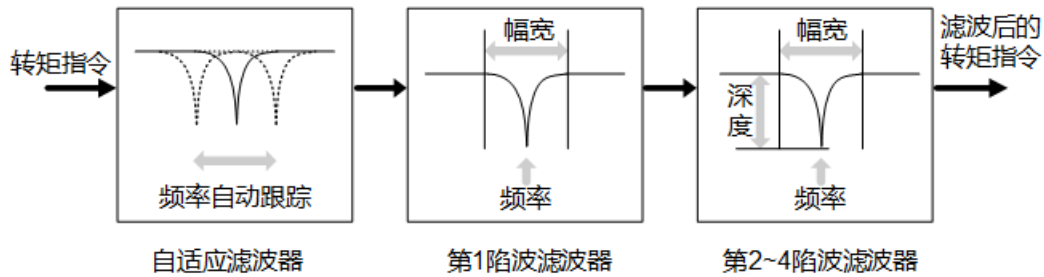 转矩指令
频率自动跟踪
自适应滤波器
幅宽
频率
第1陷波滤波器
幅宽
深
度
频率
第2~4陷波滤波器
滤波后的
转矩指令